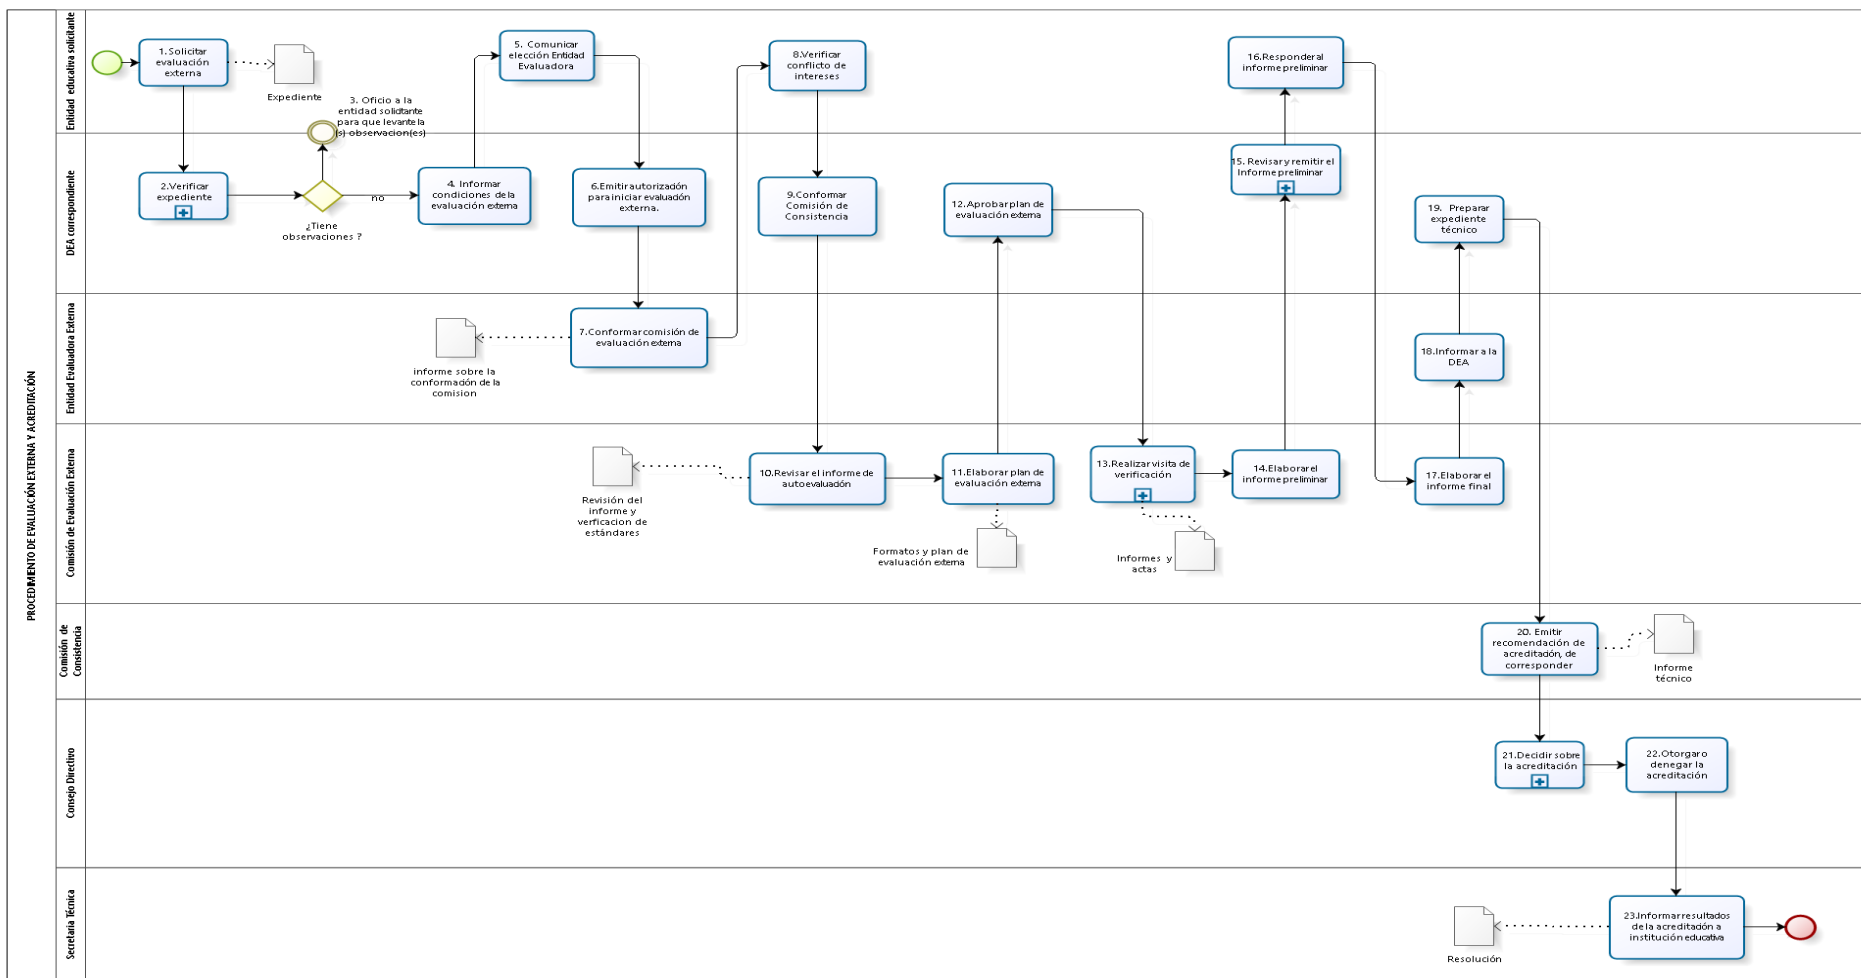 PROCEDIMIENTO DE EVALUACIÓN EXTERNA Y ACREDITACIÓN
Entidad educativa solicitante
1.Solicitar
evaluación
externa
Expediente
3. Oficio a la
entidad solicitante
para que levante la
(s) observacion(es)
5. Comunicar
elección Entidad
Evaluadora
8.Verificar
conflicto de
intereses
16.Responder al
informe preliminar
DEA correspondiente
2.Verificar
expediente
¿Tiene
observaciones ?
no
4. Informar
condiciones de la
evaluación externa
6.Emitir autorización
para iniciar evaluación
externa.
9.Conformar
Comisión de
Consistencia
12.Aprobar plan de
evaluación externa
15. Revisar y remitir el
Informe preliminar
19. Preparar
expediente
técnico
Entidad Evaluadora Externa
informe sobre la
conformación de la
comision
7.Conformar comisión de
evaluación externa
18.Informar a la
DEA
Comisión de Evaluación Externa
Revisión del
informe y
verficacion de
estándares
10.Revisar el informe de
autoevaluación
11.Elaborar plan de
evaluación externa
Formatos y plan de
evaluación externa
13.Realizar visita de
verificación
Informes y
actas
14.Elaborar el
informe preliminar
17.Elaborar el
informe final
Comisión de
Consistencia
20. Emitir
recomendación de
acreditación, de
corresponder
Informe
técnico
Consejo Directivo
21.Decidir sobre
la acreditación
22.Otorgar o
denegar la
acreditación
Secretaria Técnica
Resolución
23.Informar resultados
de la acreditación a
institución educativa